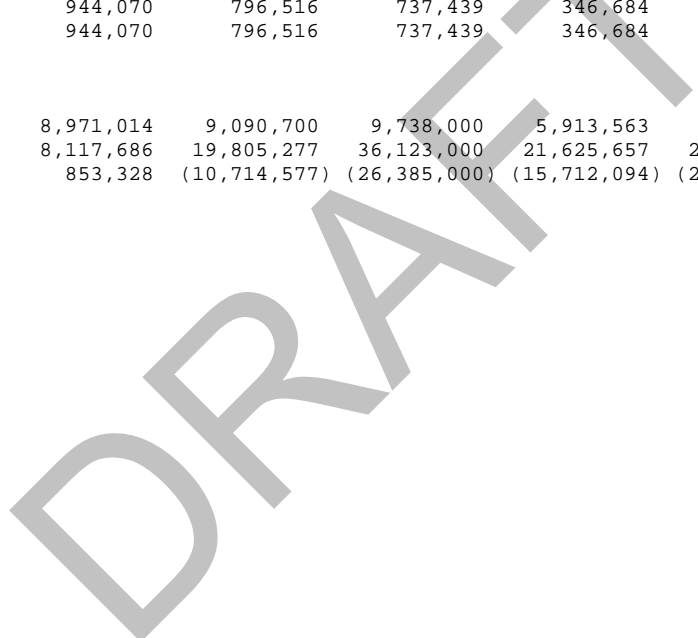 944,070 796,516 737,439 346,684
944,070 796,516 737,439 346,684
8,971,014 9,090,700 9,738,000 5,913,563
8,117,686 19,805,277 36,123,000 21,625,657 2
853,328 (10,714,577) (26,385,000) (15,712,094) (2
DRAFT